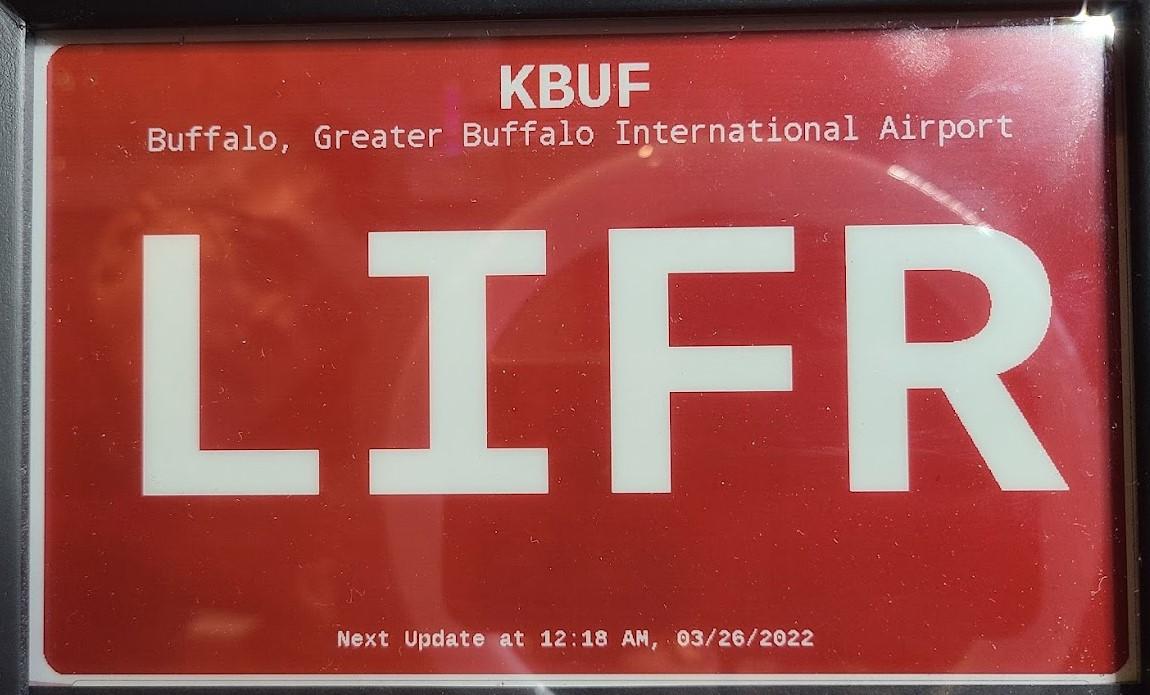 KBUF
Buffalo, Greater Buffalo International Airport
LIFR
Next Update at 12:18 AM, 03/26/2022